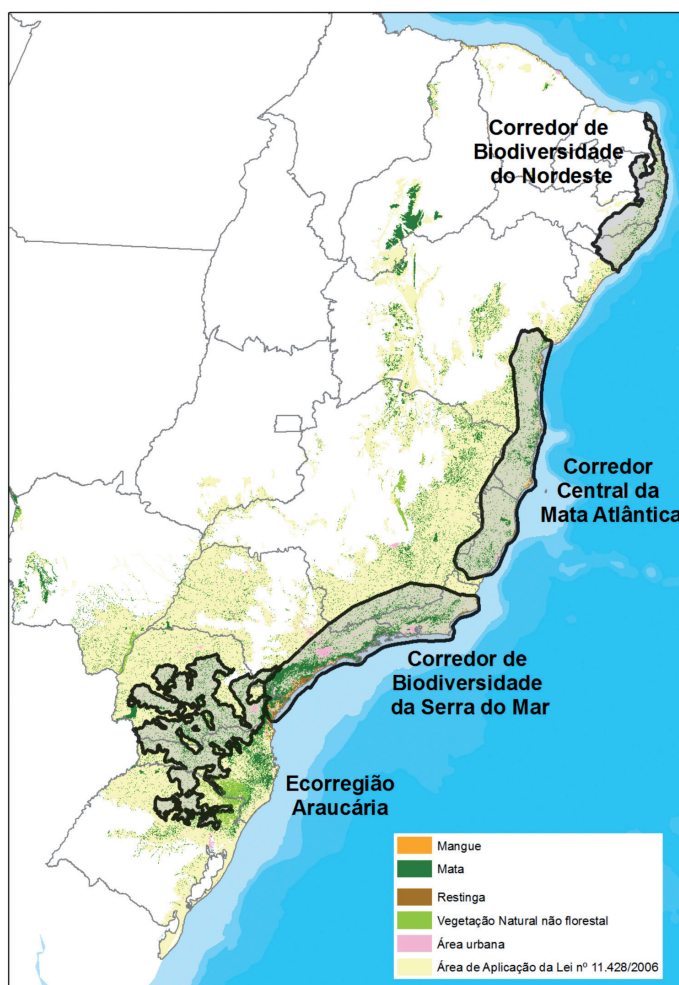 Corredor de
Biodiversidade
do Nordeste
Corredor
Central da
Mata Atlântica
Corredor de
Biodiversidade
da Serra do Mar
Ecorregião
Araucária
Mangue
Mata
Restinga
Vegetação Natural não florestal
Área urbana
Área de Aplicação da Lei nº 11.428/2006